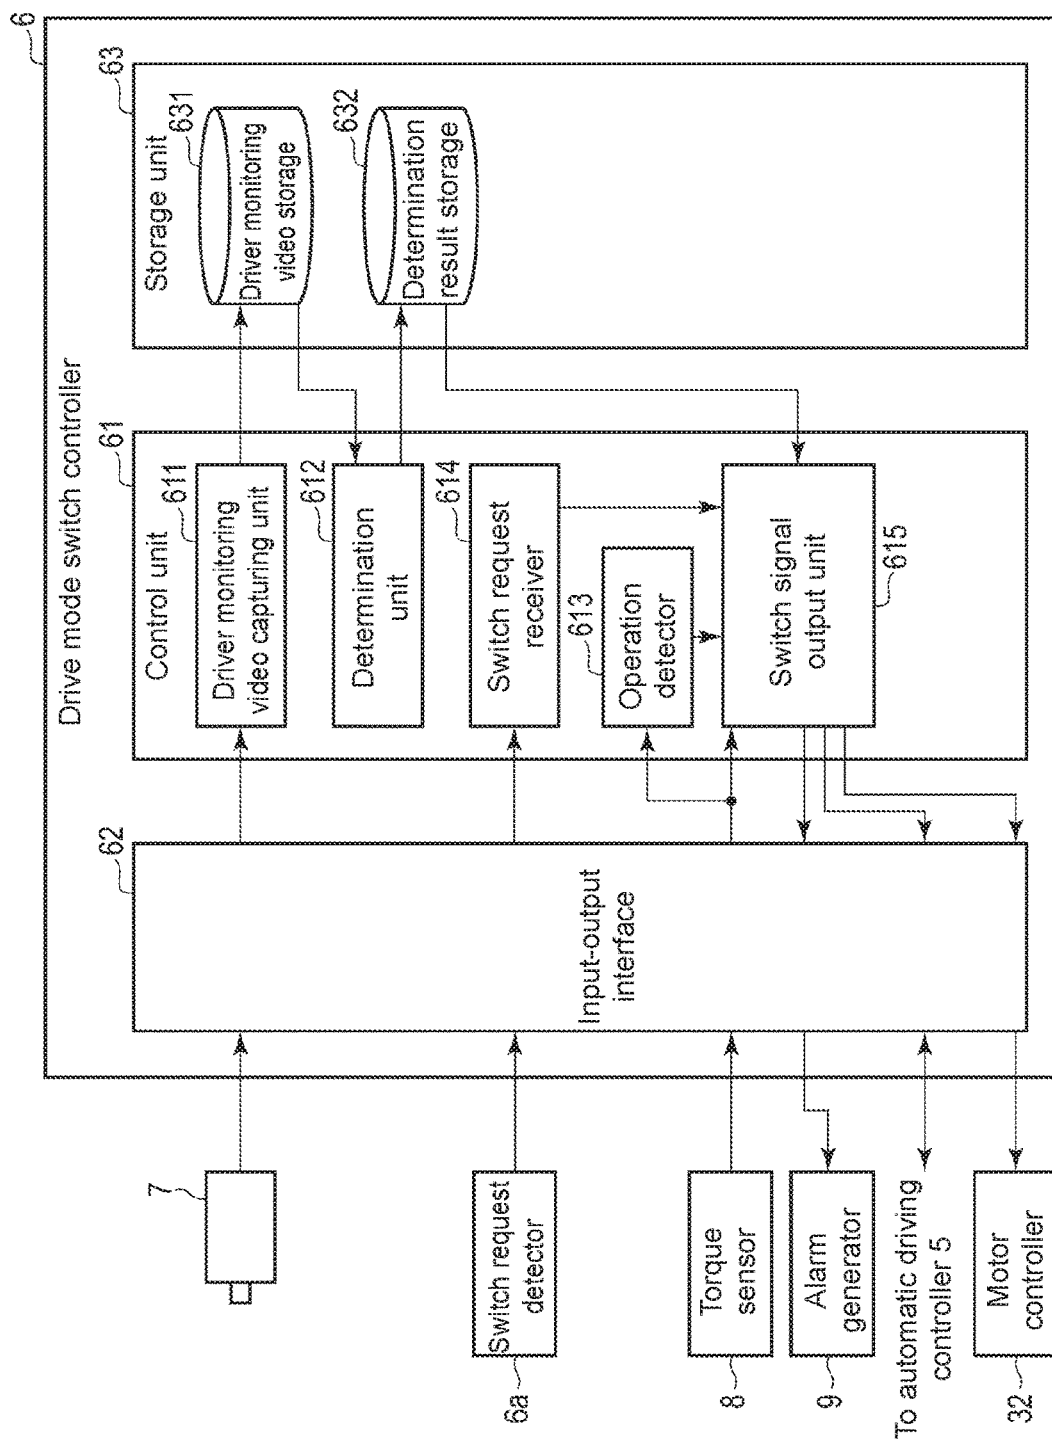 6
Drive mode switch controller
63
Storage unit
631
Driver monitoring
video storage
632
Determination
result storage
61
Control unit
611
Driver monitoring
video capturing unit
612
Determination
unit
614
Switch request
receiver
613
Operation
detector
Switch signal
output unit
615
62
Input-output
interface
7
Switch request
detector
6a
Torque
sensor
8
Alarm
generator
9
To automatic driving
controller 5
Motor
controller
32